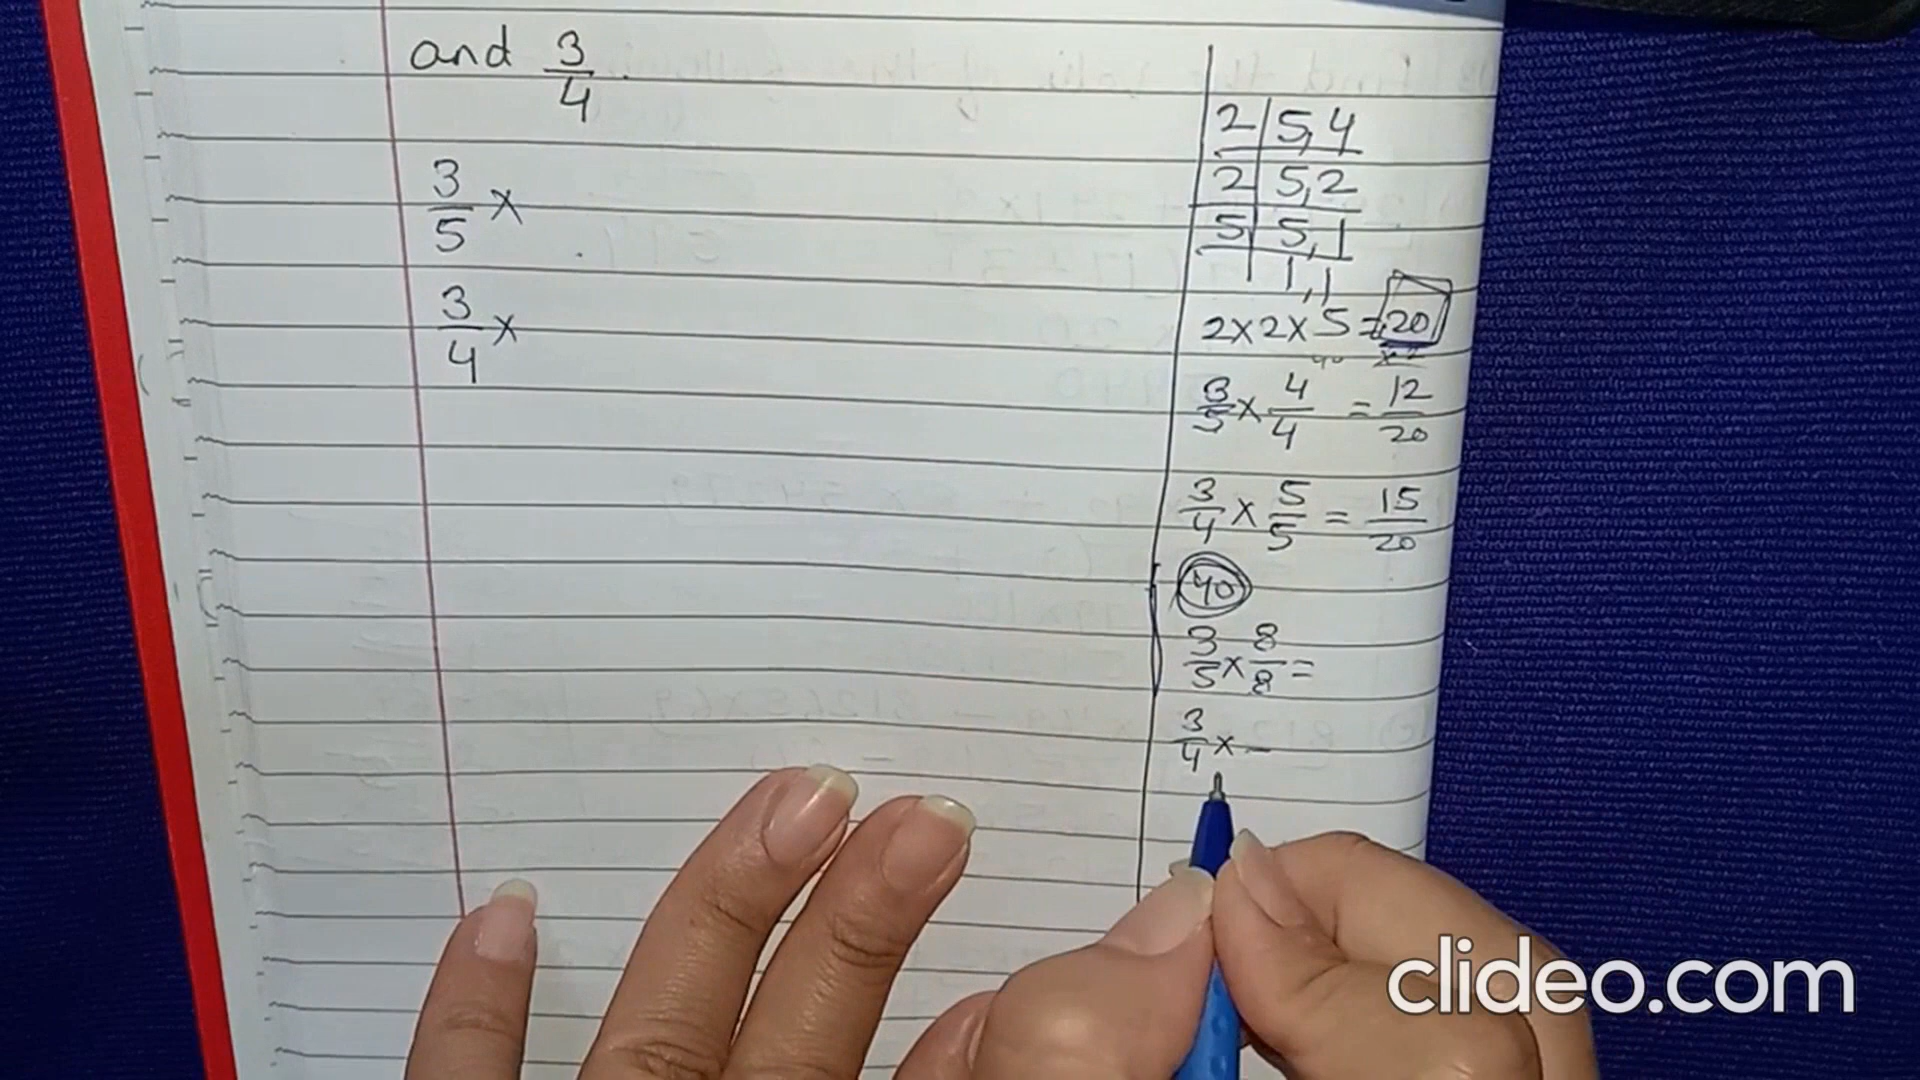 and 3/4
3/5 ×
3/4 ×
2 | 5, 4
2 | 5, 2
5 | 5, 1
1, 1
2×2×5 = 20
×2
40
3/5 × 4/4 = 12/20
3/4 × 5/5 = 15/20
40
3/5 × 8/8 =
3/4 × –
clideo.com